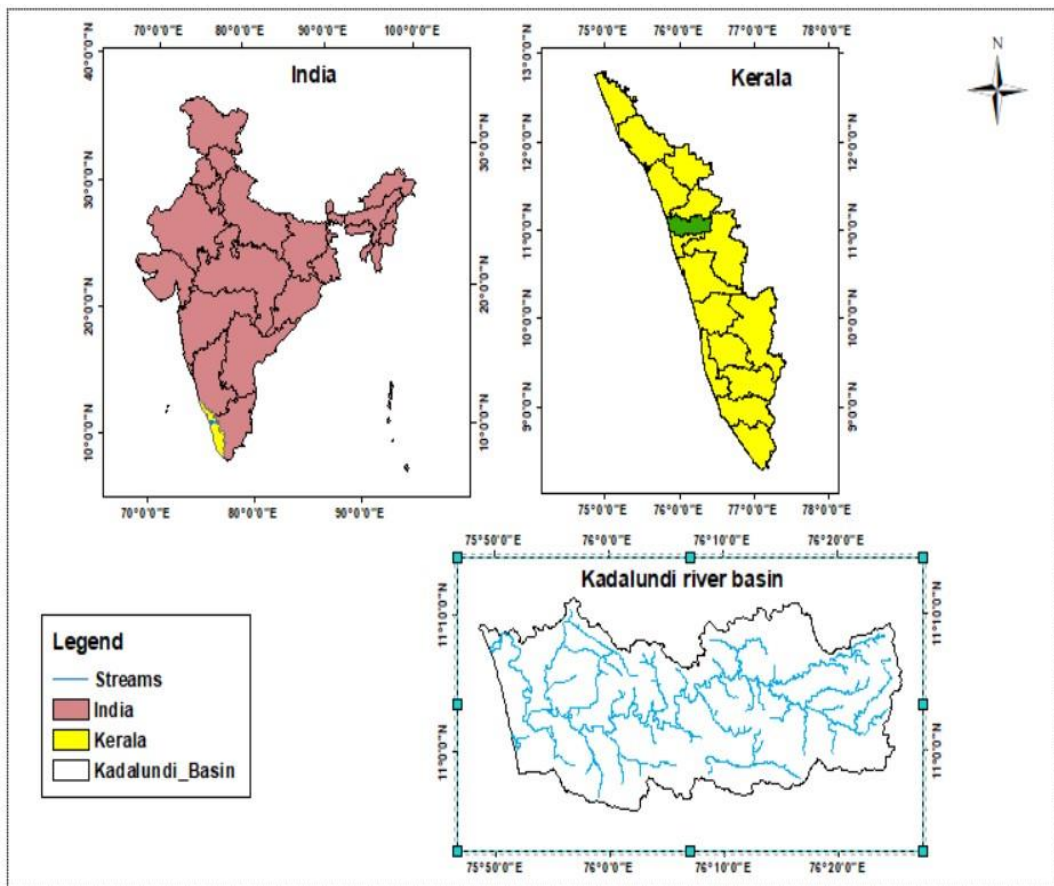 70°0'0"E 80°0'0"E 90°0'0"E 100°0'0"E
India
40°0'0"N
30°0'0"N
20°0'0"N
10°0'0"N
30°0'0"N
20°0'0"N
10°0'0"N
70°0'0"E 80°0'0"E 90°0'0"E
75°0'0"E 76°0'0"E 77°0'0"E 78°0'0"E
Kerala
13°0'0"N
12°0'0"N
11°0'0"N
10°0'0"N
9°0'0"N
12°0'0"N
11°0'0"N
10°0'0"N
9°0'0"N
75°0'0"E 76°0'0"E 77°0'0"E 78°0'0"E
N
75°50'0"E 76°0'0"E 76°10'0"E 76°20'0"E
Kadalundi river basin
11°10'0"N
11°0'0"N
11°10'0"N
11°0'0"N
75°50'0"E 76°0'0"E 76°10'0"E 76°20'0"E
Legend
Streams
India
Kerala
Kadalundi_Basin